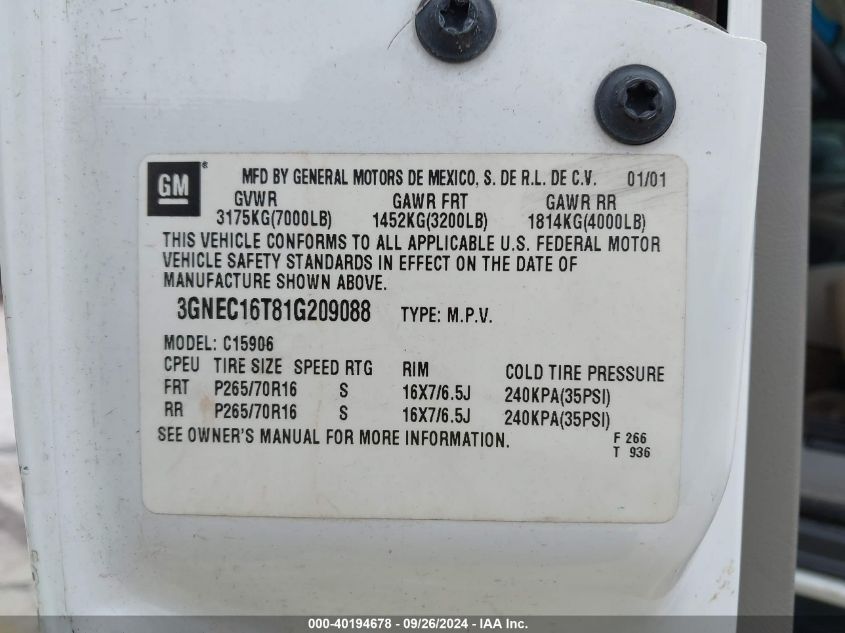 GM ® MFD BY GENERAL MOTORS DE MEXICO, S. DE R.L. DE C.V. 01/01
GVWR GAWR FRT GAWR RR
3175KG(7000LB) 1452KG(3200LB) 1814KG(4000LB)
THIS VEHICLE CONFORMS TO ALL APPLICABLE U.S. FEDERAL MOTOR
VEHICLE SAFETY STANDARDS IN EFFECT ON THE DATE OF
MANUFACTURE SHOWN ABOVE.
3GNEC16T81G209088 TYPE: M.P.V.
MODEL: C15906
CPEU TIRE SIZE SPEED RTG RIM COLD TIRE PRESSURE
FRT P265/70R16 S 16X7/6.5J 240KPA(35PSI)
RR P265/70R16 S 16X7/6.5J 240KPA(35PSI)
SEE OWNER'S MANUAL FOR MORE INFORMATION. F 266
T 936
000-40194678 - 09/26/2024 - IAA Inc.